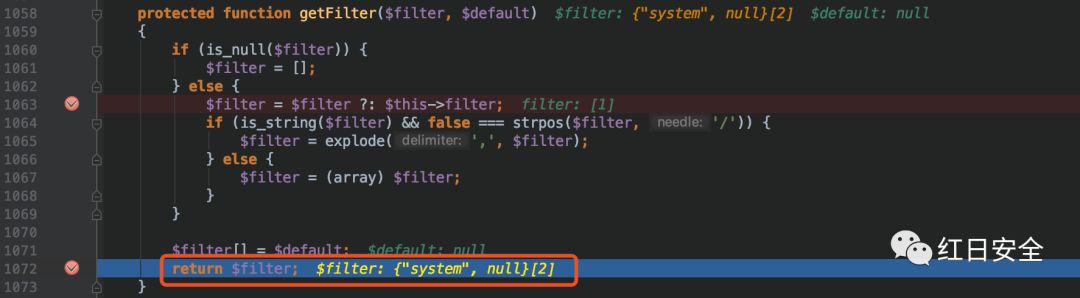 1058 protected function getFilter($filter, $default) $filter: {"system", null}[2] $default: null
1059 {
1060 if (is_null($filter)) {
1061 $filter = [];
1062 } else {
1063 $filter = $filter ?: $this->filter; filter: [1]
1064 if (is_string($filter) && false === strpos($filter, needle: '/')) {
1065 $filter = explode(delimiter: ',', $filter);
1066 } else {
1067 $filter = (array) $filter;
1068 }
1069 }
1070
1071 $filter[] = $default; $default: null
1072 return $filter; $filter: {"system", null}[2]
1073 }
红日安全